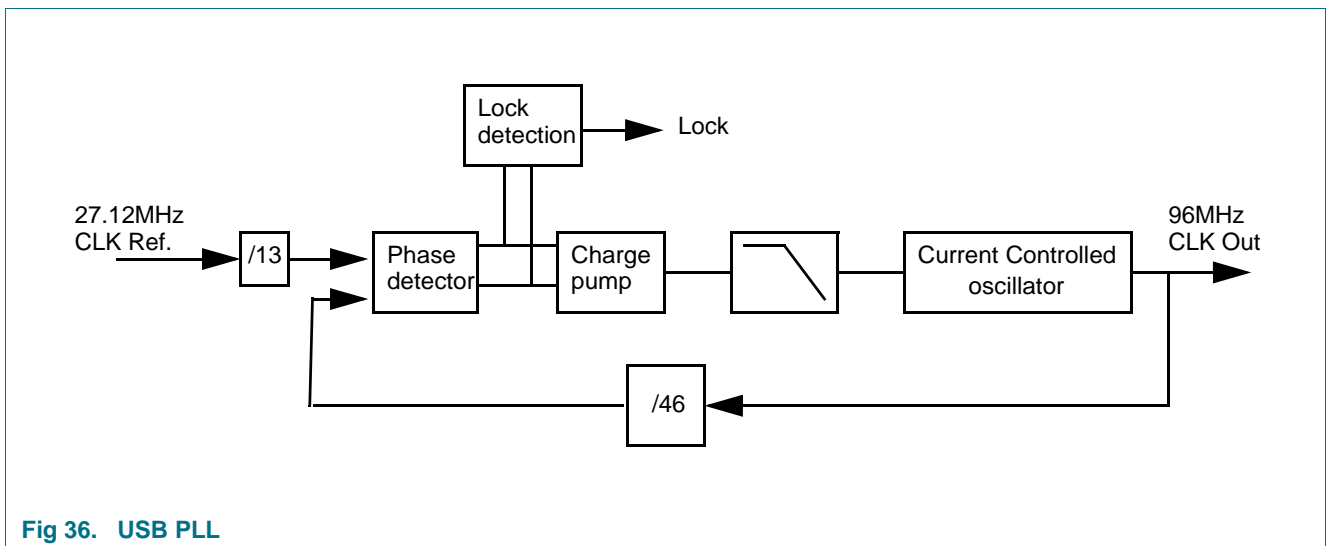 Lock
detection
Lock
27.12MHz
CLK Ref.
/13
Phase
detector
Charge
pump
Current Controlled
oscillator
96MHz
CLK Out
/46
Fig 36. USB PLL